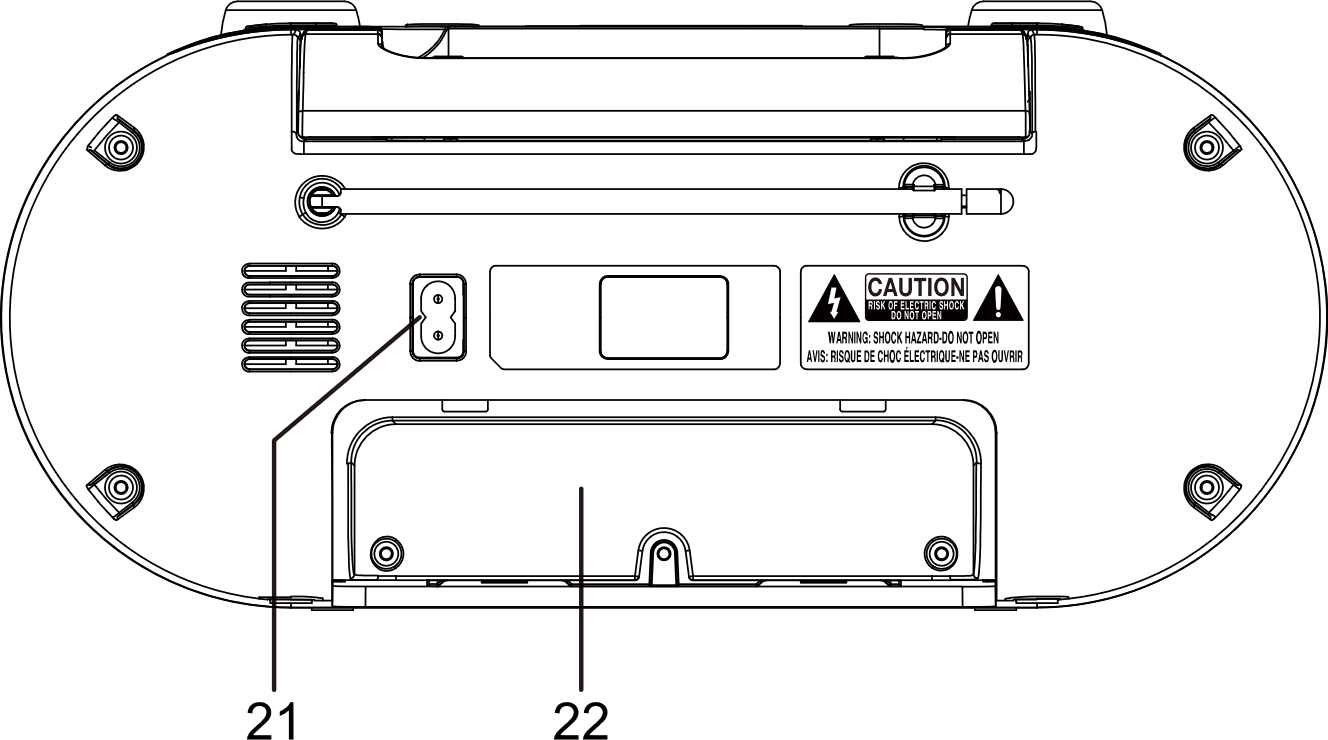 CAUTION
RISK OF ELECTRIC SHOCK
DO NOT OPEN
WARNING: SHOCK HAZARD-DO NOT OPEN
AVIS: RISQUE DE CHOC ÉLECTRIQUE-NE PAS OUVRIR
21 22